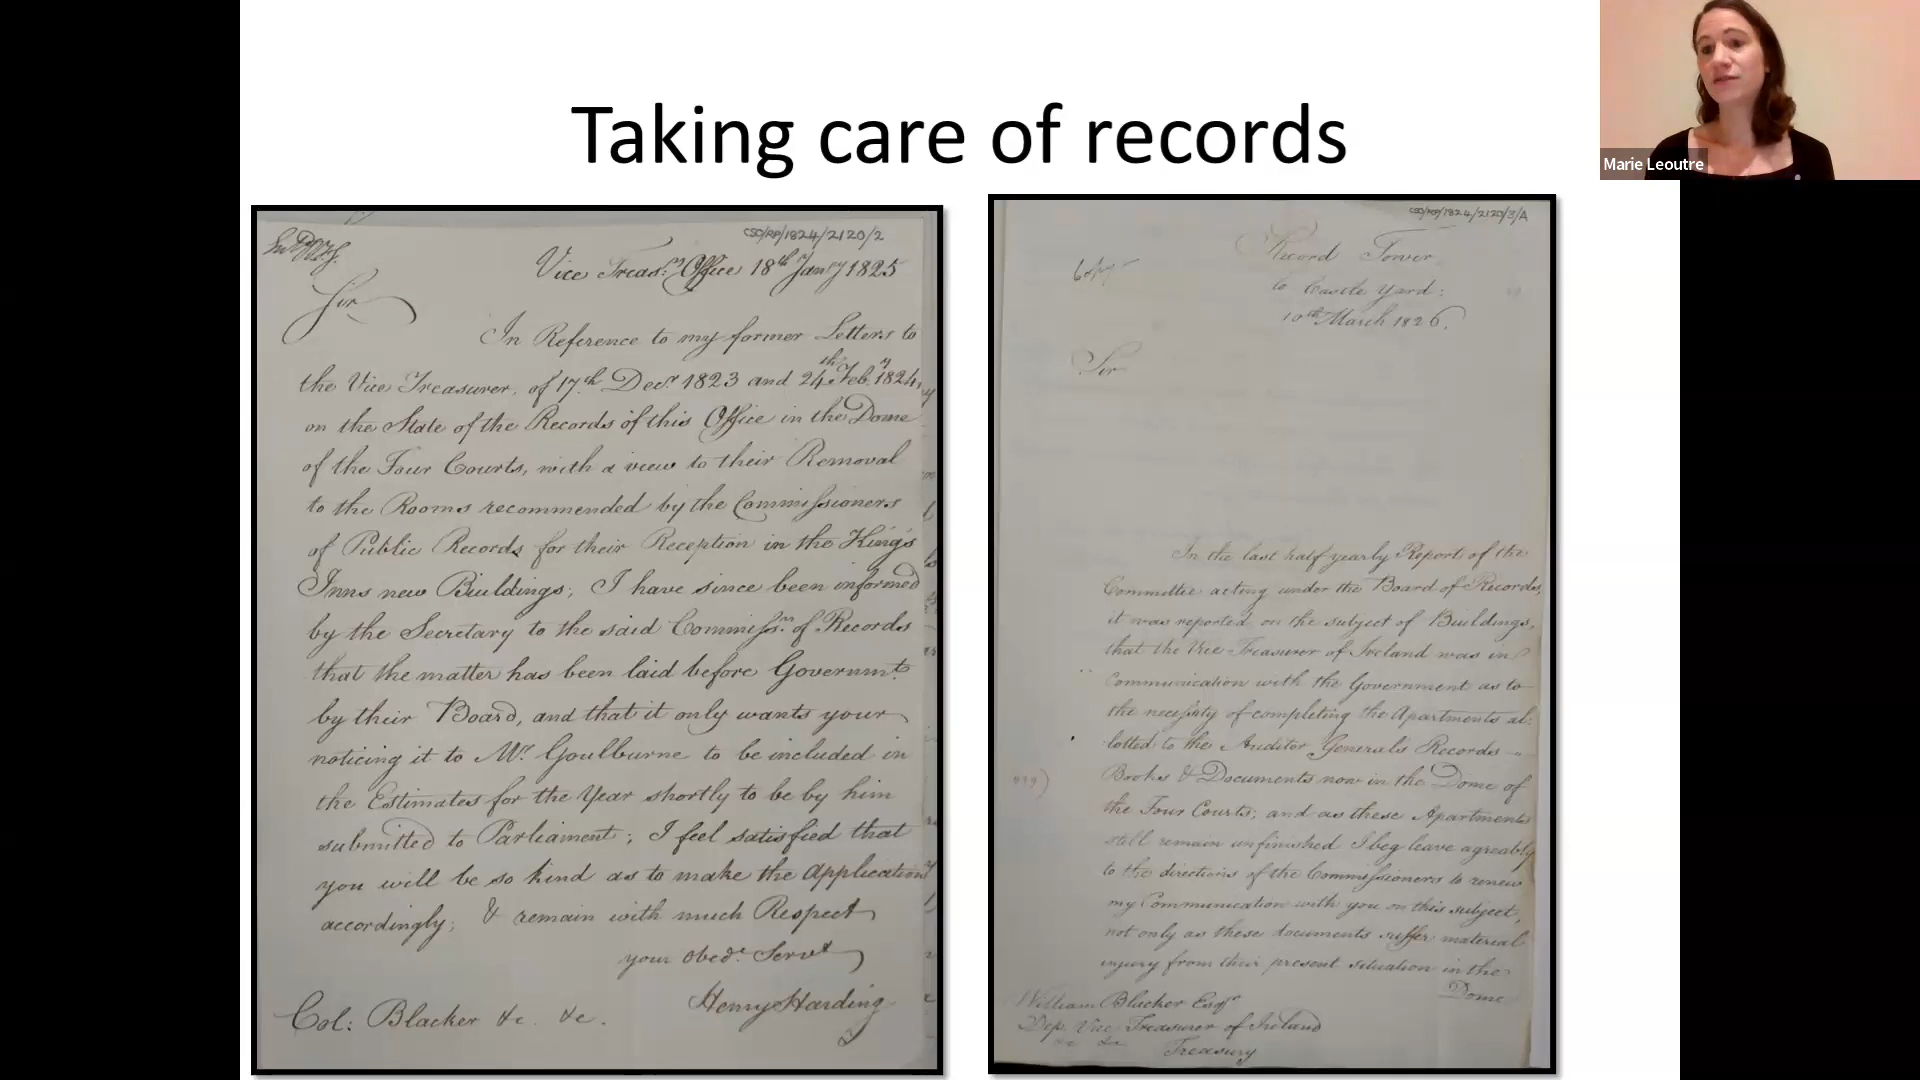 Taking care of records
Marie Leoutre
CSO/RP/1824/2120/2
Vice Treas.rs Office 18th Jany 1825
Sir
In Reference to my former Letters to
the Vice Treasurer, of 17th Decr 1823 and 24th Feby 1824,
on the State of the Records of this Office in the Dome
of the Four Courts, with a view to their Removal
to the Rooms recommended by the Commissioners
of Public Records for their Reception in the King's
Inns new Buildings; I have since been informed
by the Secretary to the said Commissrs of Records
that the matter has been laid before Governmt.
by their Board, and that it only wants your
noticing it to Mr Goulburne to be included in
the Estimates for the Year shortly to be by him
submitted to Parliament; I feel satisfied that
you will be so kind as to make the Application
accordingly; & remain with much Respect
your obedt Servt
Henry Harding
Col: Blacker &c. &c.
CSO/RP/1824/2120/3/A
Copy
Record Tower
to Castle Yard:
10th March 1826.
Sir
In the last half yearly Report of the
Committee acting under the Board of Records,
it was reported on the subject of Buildings,
that the Vice Treasurer of Ireland was in
Communication with the Government as to
the necessity of completing the Apartments al:
lotted to the Auditor General's Records
Books & Documents now in the Dome of
the Four Courts; and as these Apartments
still remain unfinished I beg leave agreably
to the directions of the Commissioners to renew
my Communication with you on this subject,
not only as these documents suffer material
injury from their present situation in the
Dome
William Blacker Esqr
Dep. Vice Treasurer of Ireland
&c &c
Treasury